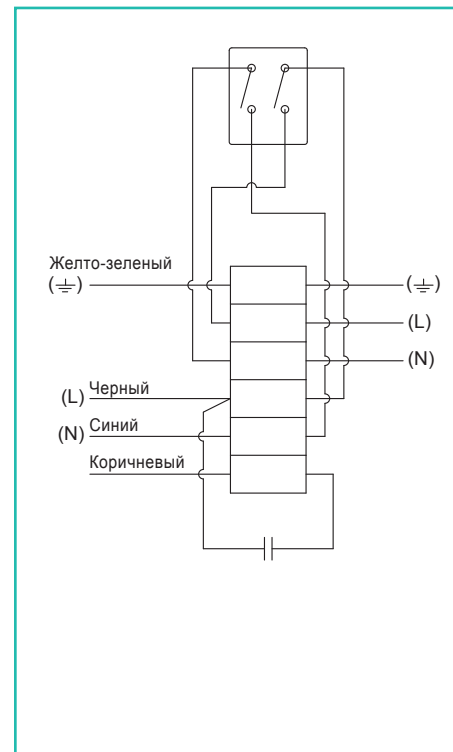 Желто-зеленый
(⏚) (⏚)
(L)
(N)
(L) Черный
(N) Синий
Коричневый